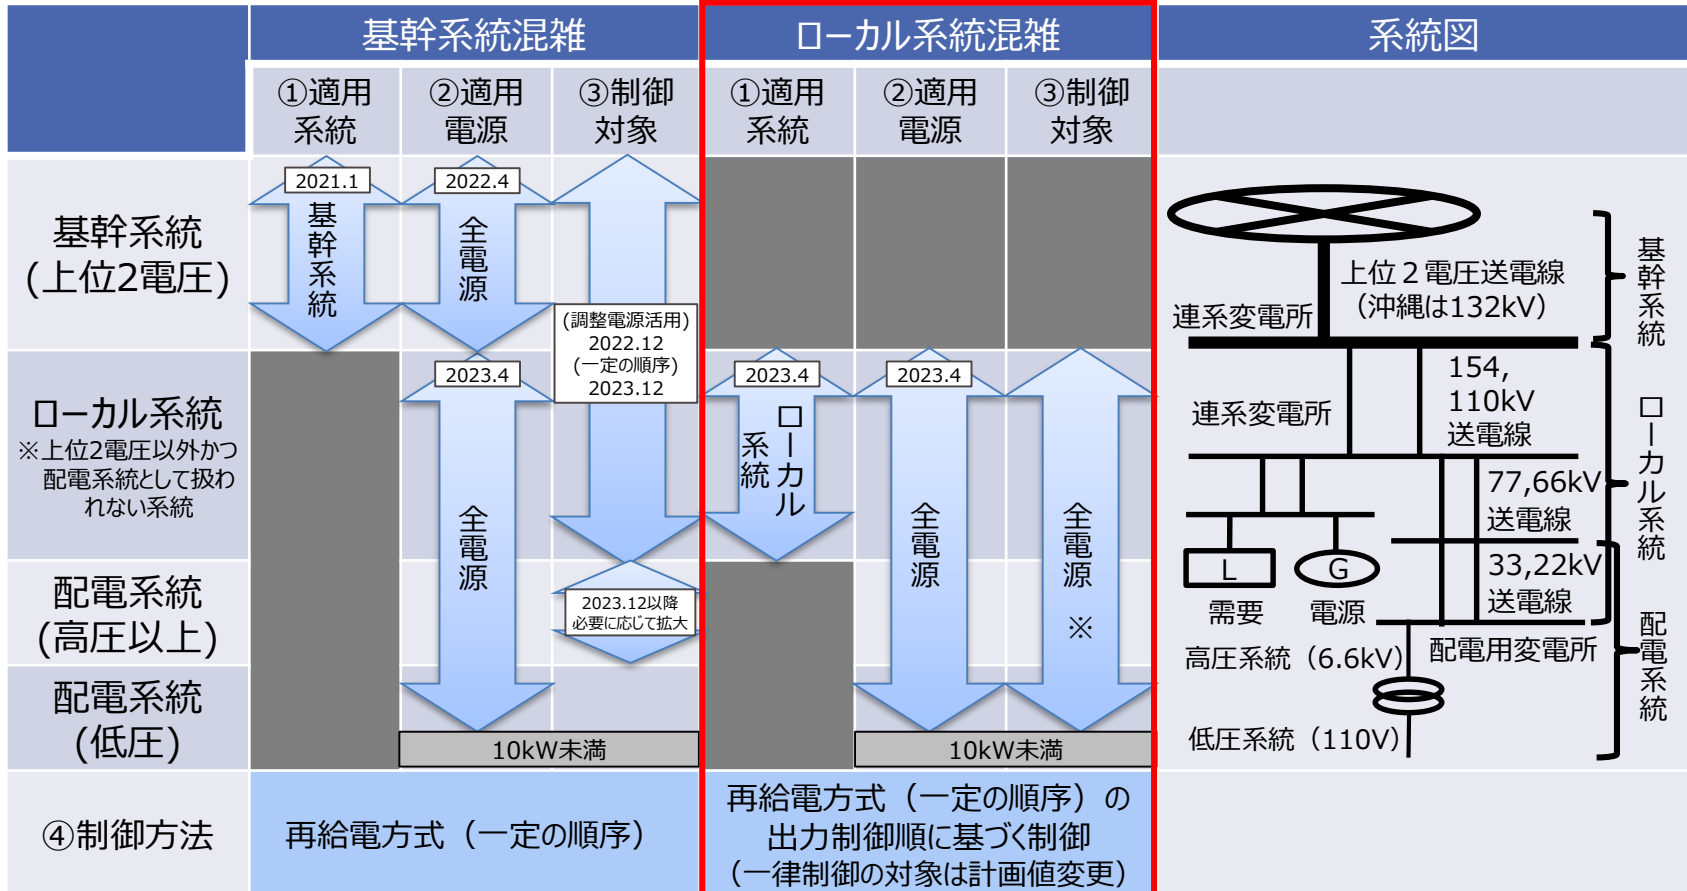 基幹系統混雑
ローカル系統混雑
系統図
①適用
系統
②適用
電源
③制御
対象
①適用
系統
②適用
電源
③制御
対象
基幹系統
(上位2電圧)
2021.1
基幹系統
2022.4
全電源
(調整電源活用)
2022.12
(一定の順序)
2023.12
ローカル系統
※上位2電圧以外かつ
配電系統として扱わ
れない系統
2023.4
全電源
2023.4
ローカル
系統
2023.4
全電源
全電源
※
配電系統
(高圧以上)
2023.12以降
必要に応じて拡大
配電系統
(低圧)
10kW未満
10kW未満
④制御方法
再給電方式（一定の順序）
再給電方式（一定の順序）の
出力制御順に基づく制御
（一律制御の対象は計画値変更）
上位２電圧送電線
（沖縄は132kV）
連系変電所
基幹系統
154,
110kV
送電線
連系変電所
77,66kV
送電線
ローカル系統
L
G
需要
電源
33,22kV
送電線
配電用変電所
高圧系統（6.6kV）
配電系統
低圧系統（110V）